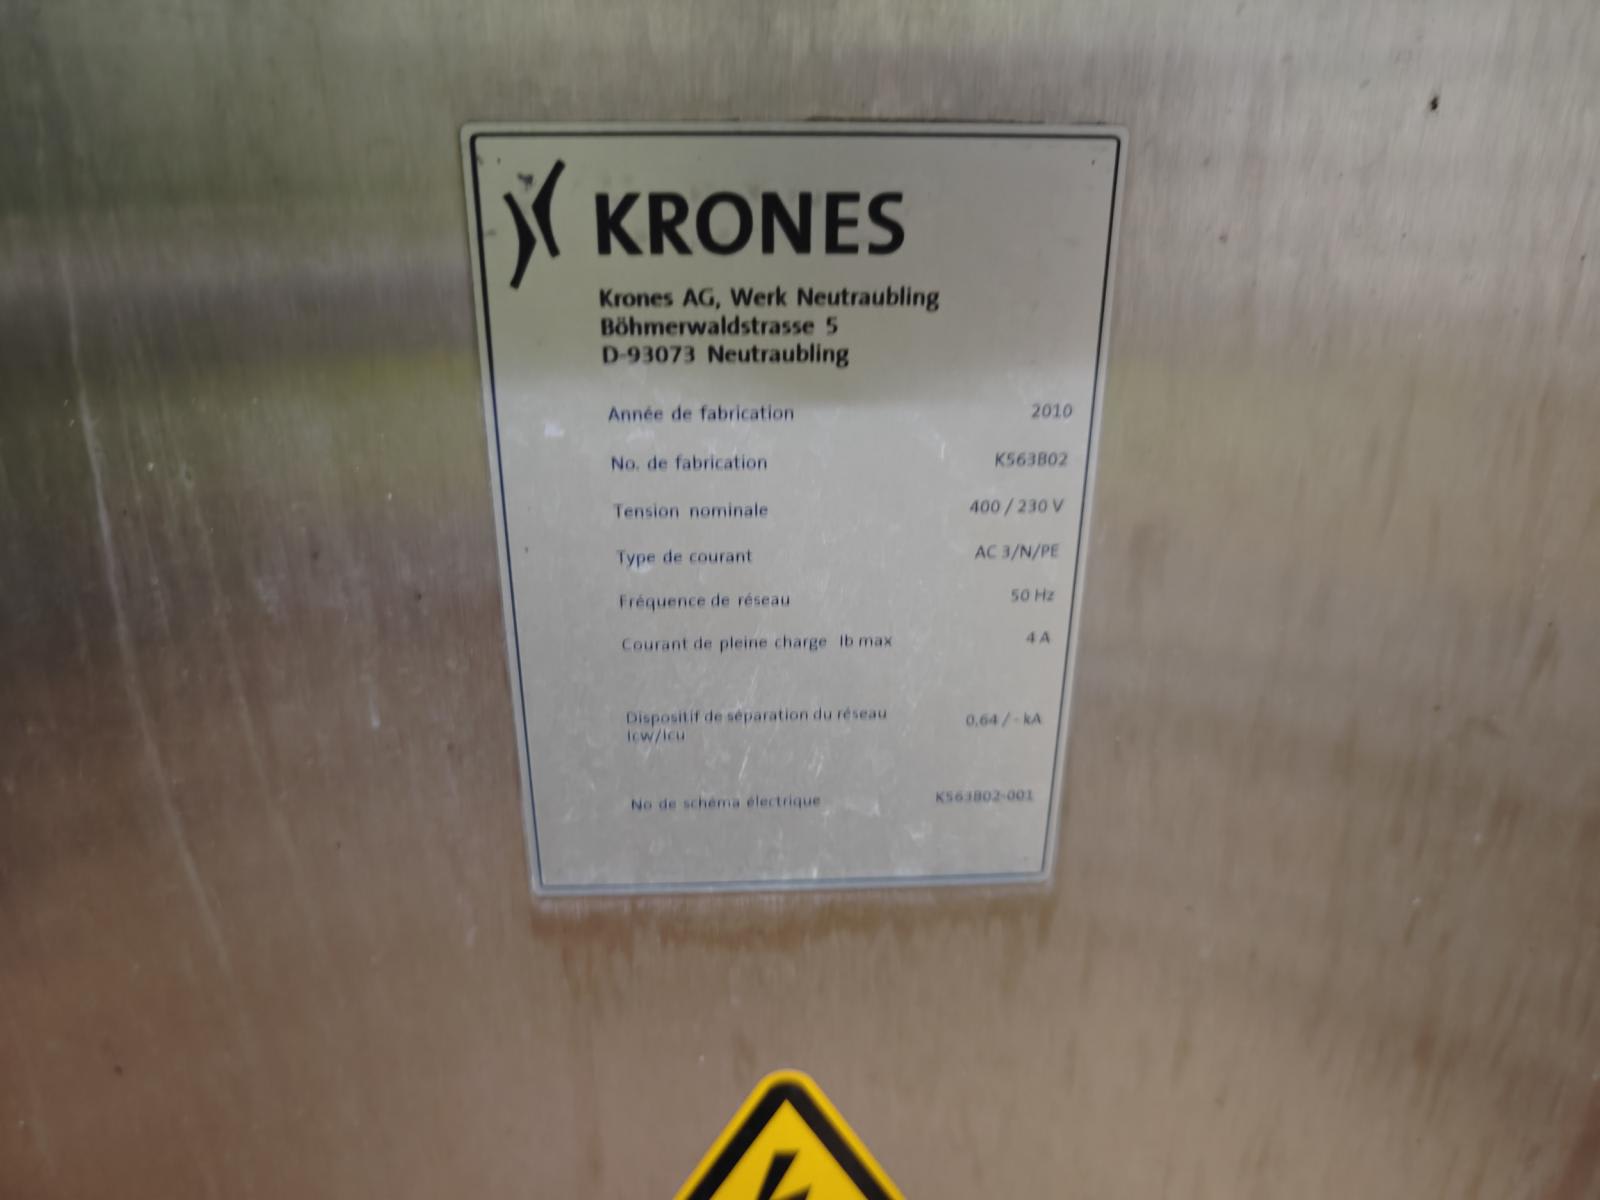 KRONES
Krones AG, Werk Neutraubling
Böhmerwaldstrasse 5
D-93073 Neutraubling
Année de fabrication 2010
No. de fabrication K563B02
Tension nominale 400 / 230 V
Type de courant AC 3/N/PE
Fréquence de réseau 50 Hz
Courant de pleine charge Ib max 4 A
Dispositif de séparation du réseau 0,64 / - kA
Icw/Icu
No de schéma électrique K563B02-001